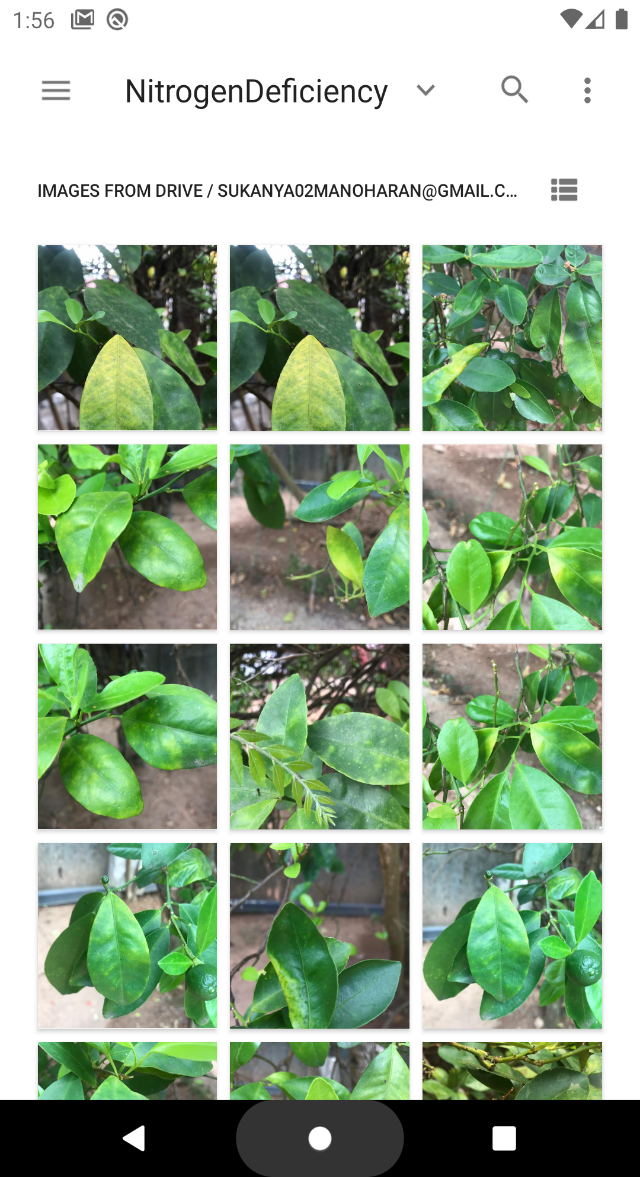 1:56
NitrogenDeficiency
IMAGES FROM DRIVE / SUKANYA02MANOHARAN@GMAIL.C...